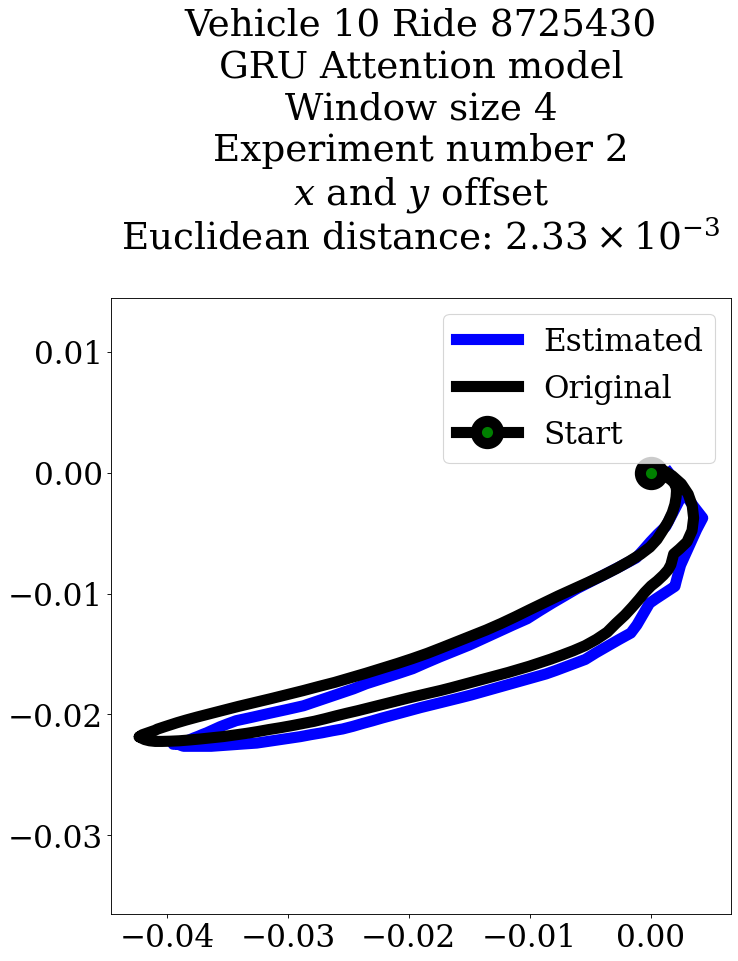 Vehicle 10 Ride 8725430
GRU Attention model
Window size 4
Experiment number 2
x and y offset
Euclidean distance: 2.33 × 10⁻³
Estimated
Original
Start
0.01
0.00
−0.01
−0.02
−0.03
−0.04 −0.03 −0.02 −0.01 0.00